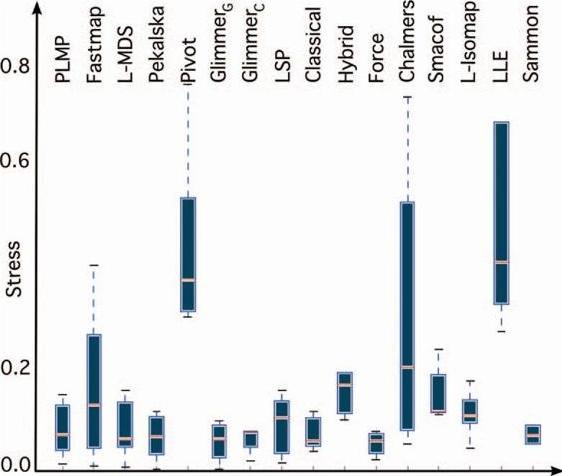 PLMP
Fastmap
L-MDS
Pekalska
Pivot
GlimmerG
GlimmerC
LSP
Classical
Hybrid
Force
Chalmers
Smacof
L-Isomap
LLE
Sammon
0.8
0.6
Stress
0.2
0.0